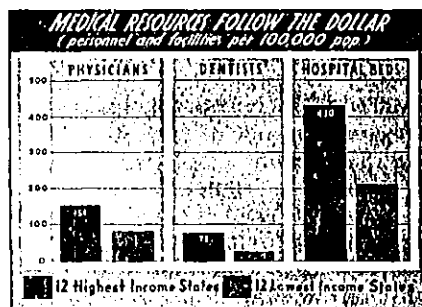 MEDICAL RESOURCES FOLLOW THE DOLLAR
(personnel and facilities per 100,000 pop.)
PHYSICIANS DENTISTS HOSPITAL BEDS
500
400
300
200
100
0
12 Highest Income States 12 Lowest Income States